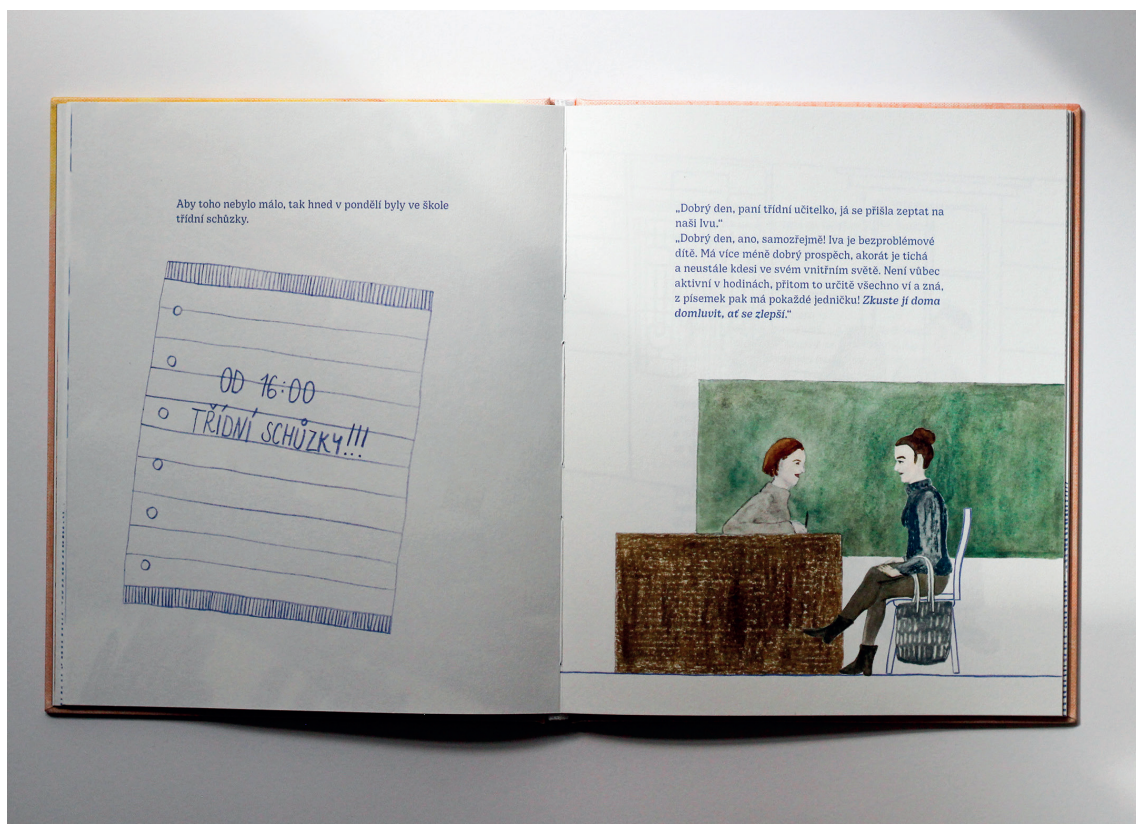 Aby toho nebylo málo, tak hned v pondělí byly ve škole
třídní schůzky.
OD 16:00
TŘÍDNÍ SCHŮZKY!!!
„Dobrý den, paní třídní učitelko, já se přišla zeptat na
naši Ivu.“
„Dobrý den, ano, samozřejmě! Iva je bezproblémové
dítě. Má více méně dobrý prospěch, akorát je tichá
a neustále kdesi ve svém vnitřním světě. Není vůbec
aktivní v hodinách, přitom to určitě všechno ví a zná,
z písemek pak má pokaždé jedničku! Zkuste jí doma
domluvit, ať se zlepší.“